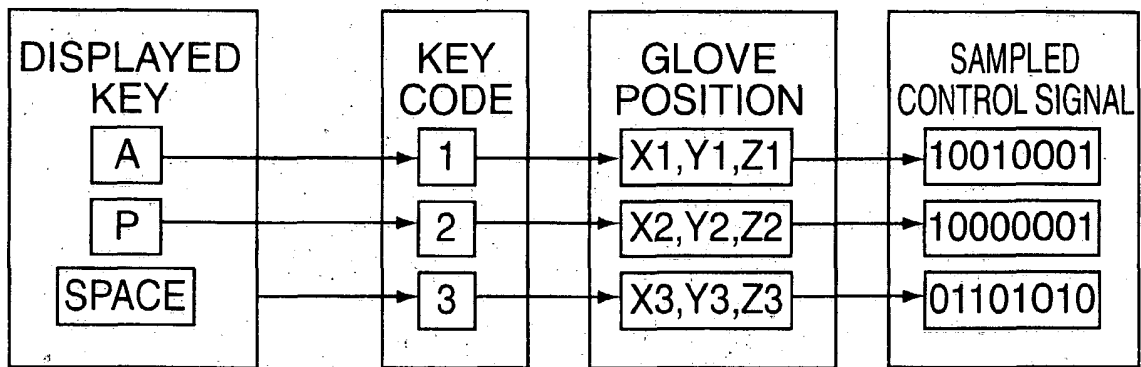 DISPLAYED
KEY
A
P
SPACE
KEY
CODE
1
2
3
GLOVE
POSITION
X1,Y1,Z1
X2,Y2,Z2
X3,Y3,Z3
SAMPLED
CONTROL SIGNAL
10010001
10000001
01101010